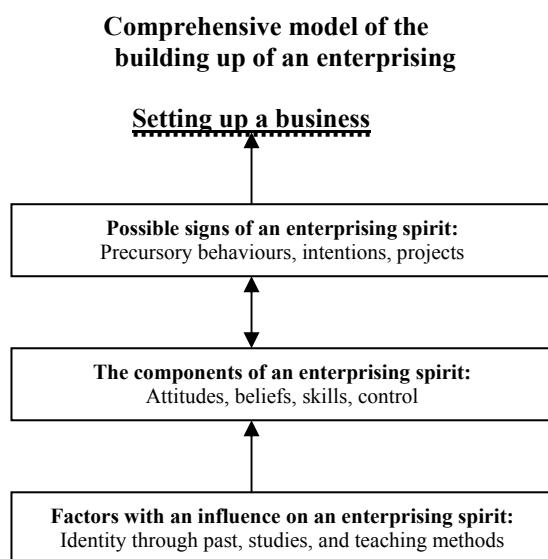 Comprehensive model of the
building up of an enterprising
Setting up a business
Possible signs of an enterprising spirit:
Precursory behaviours, intentions, projects
The components of an enterprising spirit:
Attitudes, beliefs, skills, control
Factors with an influence on an enterprising spirit:
Identity through past, studies, and teaching methods